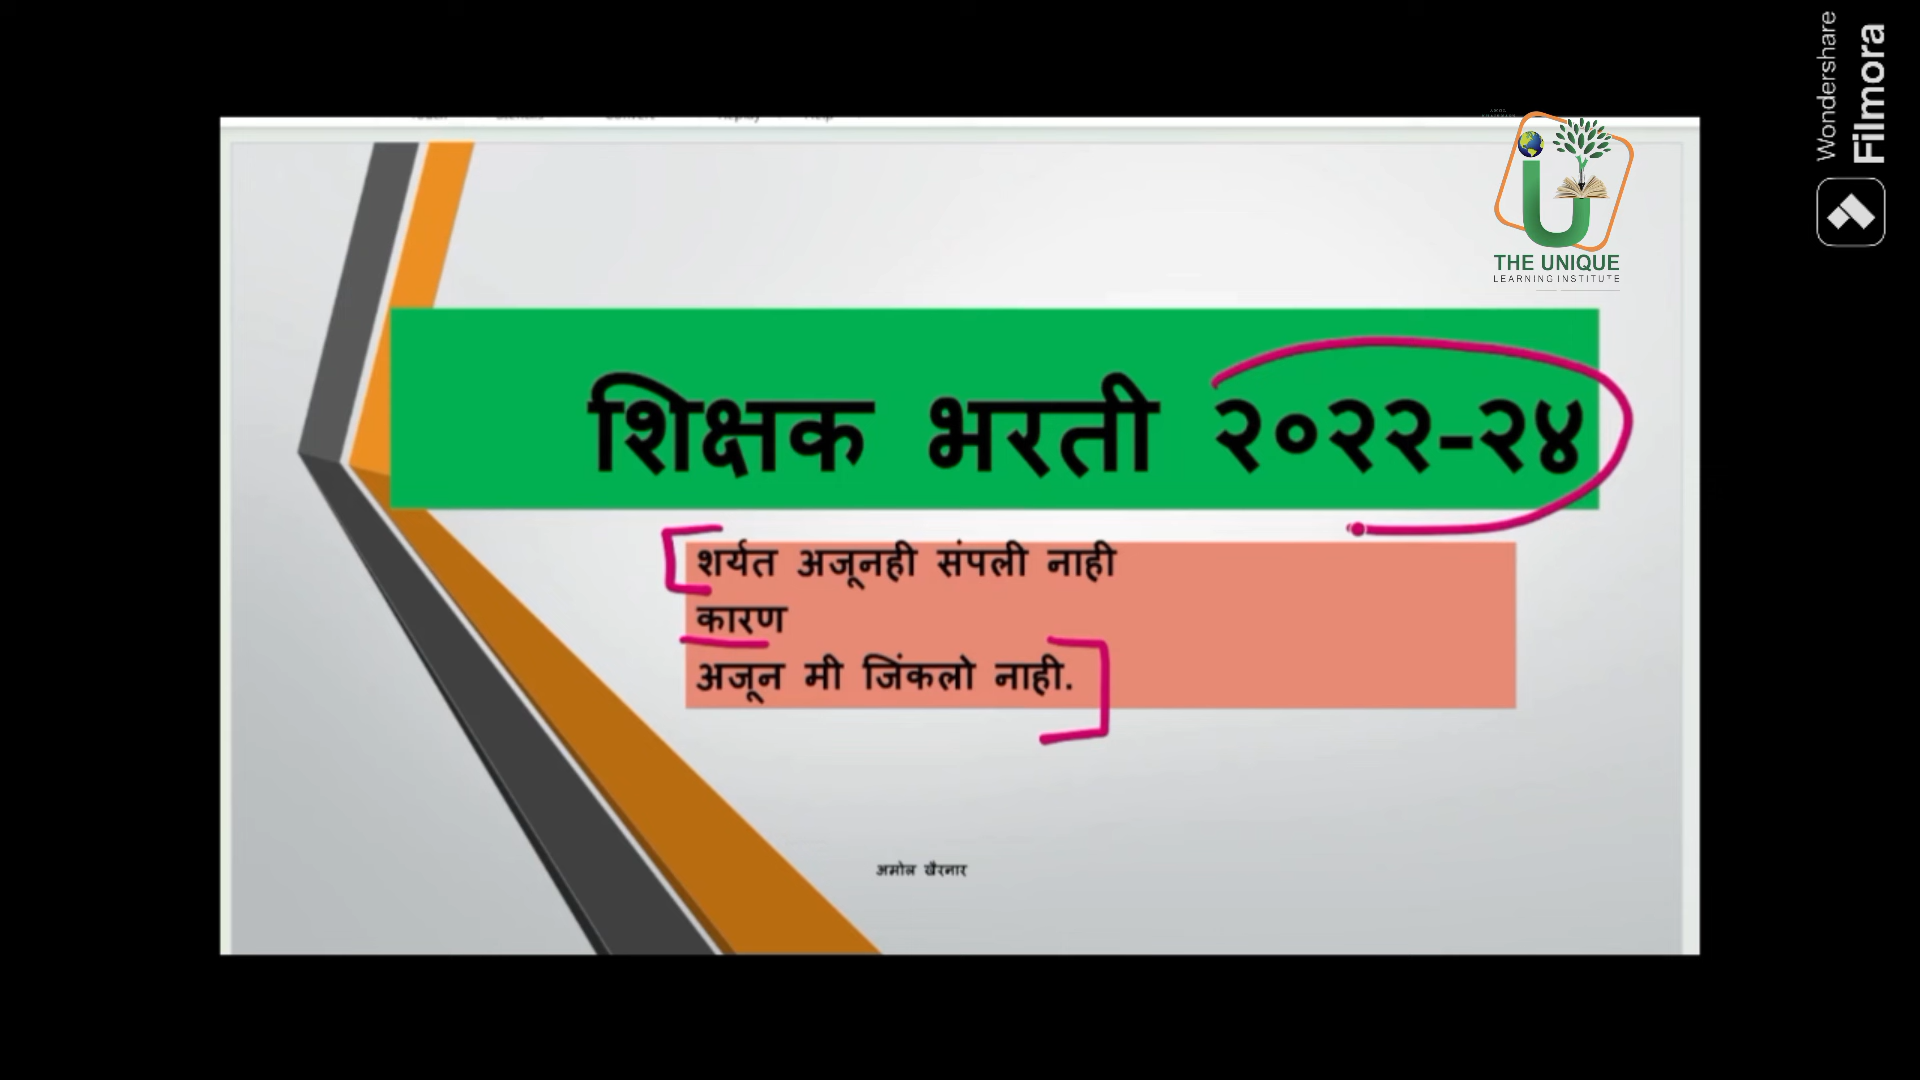 Wondershare
Filmora
THE UNIQUE
LEARNING INSTITUTE
शिक्षक भरती २०२२-२४
शर्यत अजूनही संपली नाही
कारण
अजून मी जिंकलो नाही.
अमोल खैरनार